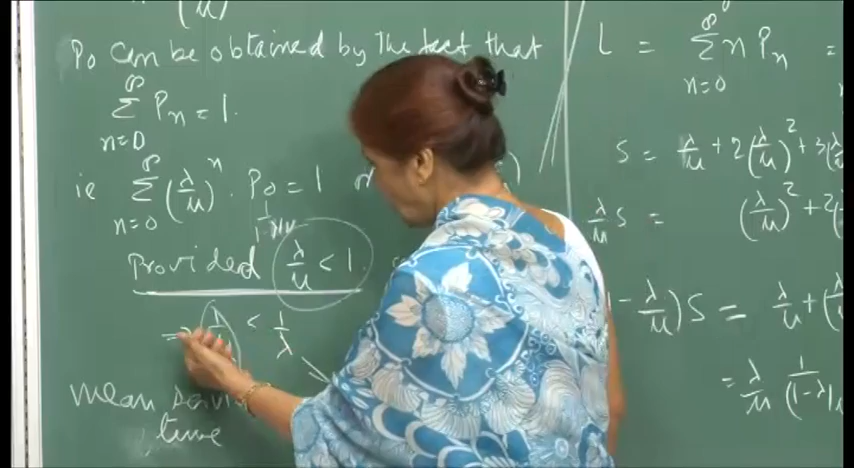 P₀ can be obtained by the fact that
∞
Σ Pₙ = 1.
n=0
ie ∞
Σ (λ/μ)ⁿ . P₀ = 1
n=0
Provided λ/μ < 1.
< 1/λ
mean
time
L = ∞
Σ n Pₙ =
n=0
S = λ/μ + 2(λ/μ)² + 3(λ
λ/μ S = (λ/μ)² + 2
- λ/μ) S = λ/μ + (
= λ/μ 1/(1-λ/μ